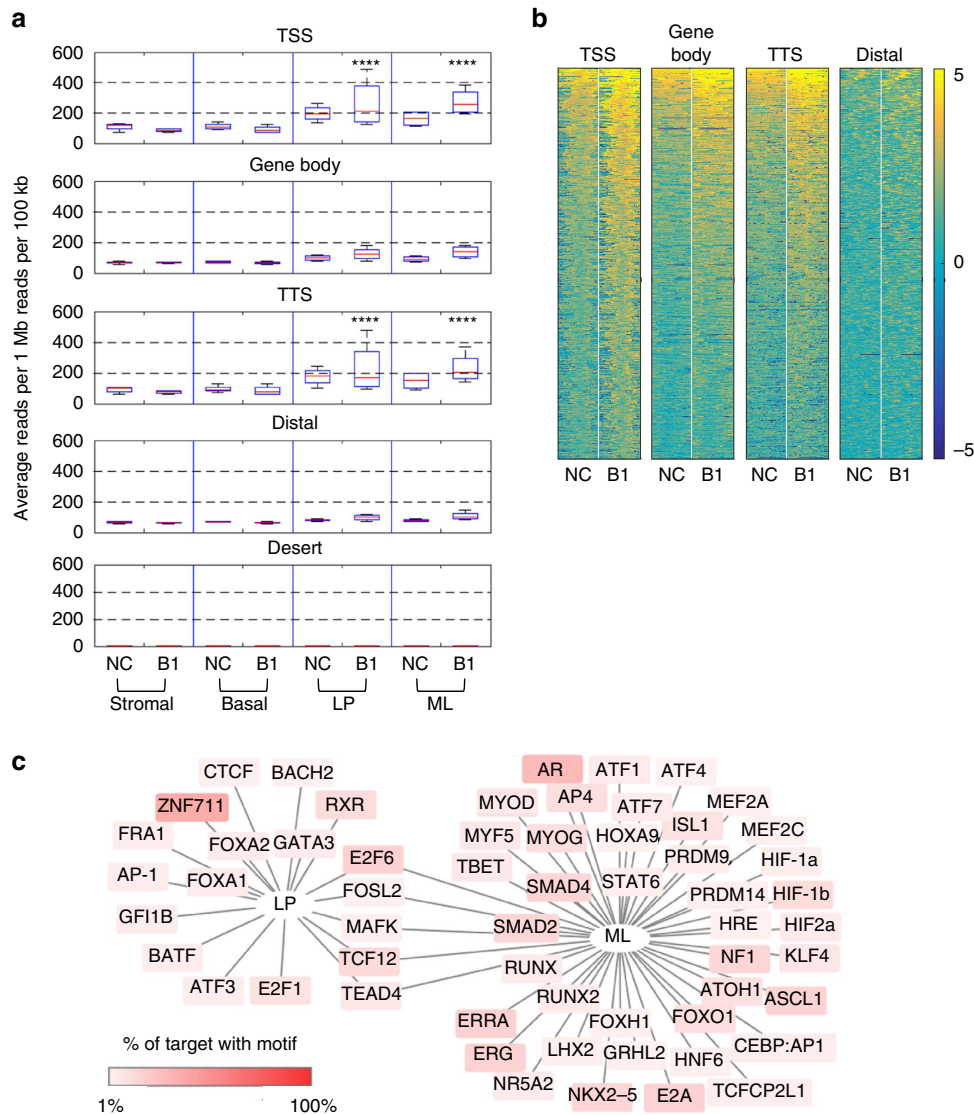 a
TSS
600
400
200
0
**** ****
Gene body
600
400
200
0
TTS
600
400
200
0
**** ****
Distal
600
400
200
0
Desert
600
400
200
0
Average reads per 1 Mb reads per 100 kb
NC B1 NC B1 NC B1 NC B1
Stromal Basal LP ML
b
TSS Gene body TTS Distal
5
0
–5
NC B1 NC B1 NC B1 NC B1
c
CTCF BACH2
ZNF711 RXR
FRA1 FOXA2 GATA3
E2F6
AP-1 FOXA1 FOSL2
LP
GFI1B MAFK
BATF TCF12
ATF3 E2F1 TEAD4
AR ATF1 ATF4
MYOD AP4 ATF7 MEF2A
MYF5 MYOG HOXA9 ISL1 MEF2C
TBET PRDM9 HIF-1a
SMAD4 STAT6 PRDM14 HIF-1b
SMAD2 ML HRE HIF2a
NF1 KLF4
RUNX ATOH1 ASCL1
RUNX2 FOXO1
ERRA FOXH1 CEBP:AP1
ERG LHX2 GRHL2 HNF6
NR5A2 NKX2–5 E2A TCFCP2L1
% of target with motif
1% 100%